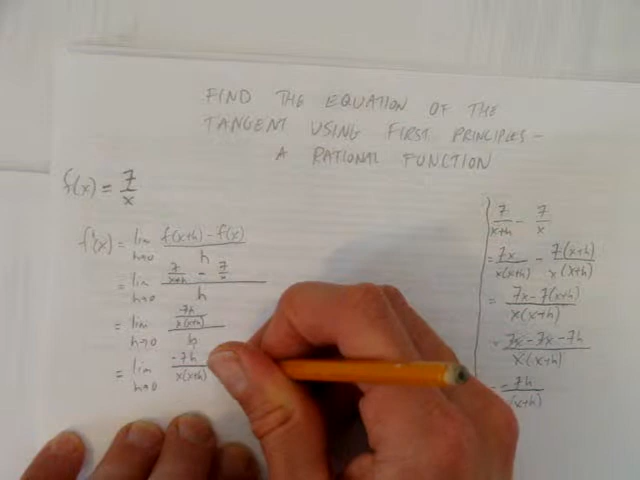 FIND THE EQUATION OF THE
TANGENT USING FIRST PRINCIPLES -
A RATIONAL FUNCTION
f(x) = 7/x
f'(x) = lim h→0 (f(x+h) - f(x))/h
= lim h→0 (7/(x+h) - 7/x)/h
= lim h→0 (-7h/(x(x+h)))/h
= lim h→0 -7h/(x(x+h))
7/(x+h) - 7/x
= 7x/(x(x+h)) - 7(x+h)/(x(x+h))
= (7x - 7(x+h))/(x(x+h))
= (7x - 7x - 7h)/(x(x+h))
= -7h/(x(x+h))